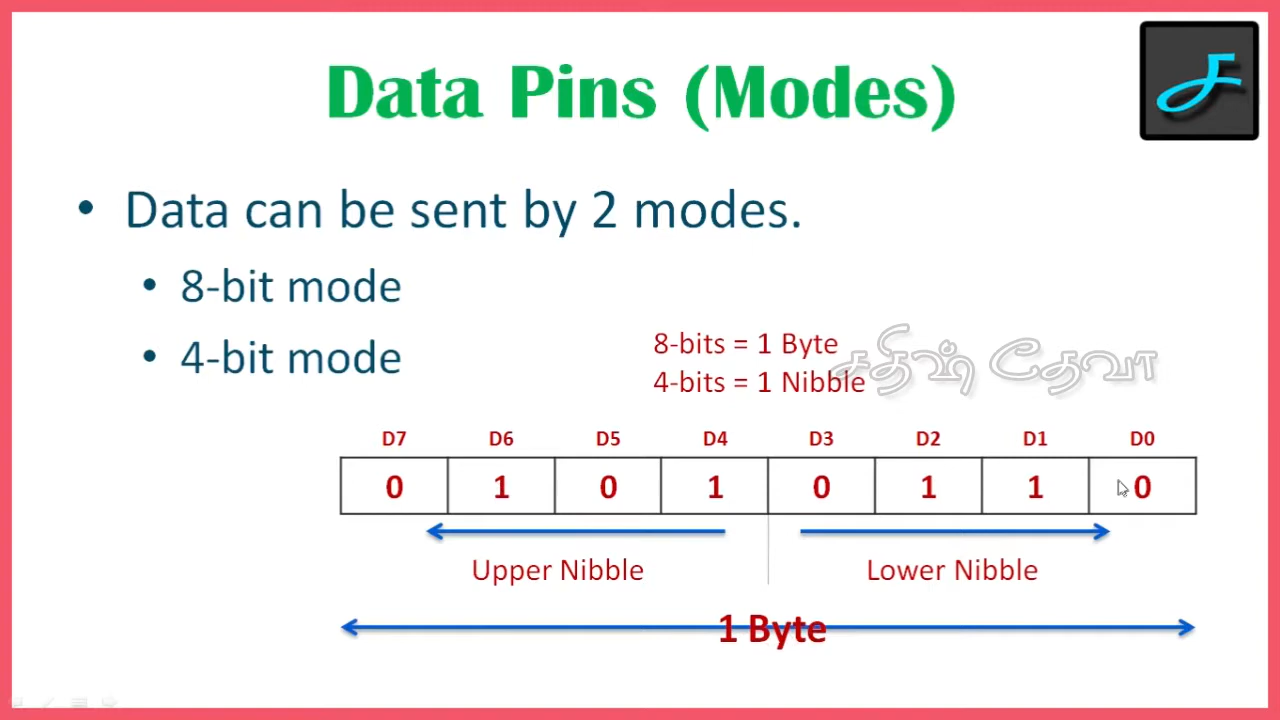 Data Pins (Modes)
• Data can be sent by 2 modes.
• 8-bit mode
• 4-bit mode
8-bits = 1 Byte
4-bits = 1 Nibble
சதிஷ் தேவா
D7 D6 D5 D4 D3 D2 D1 D0
0 1 0 1 0 1 1 0
Upper Nibble Lower Nibble
1 Byte